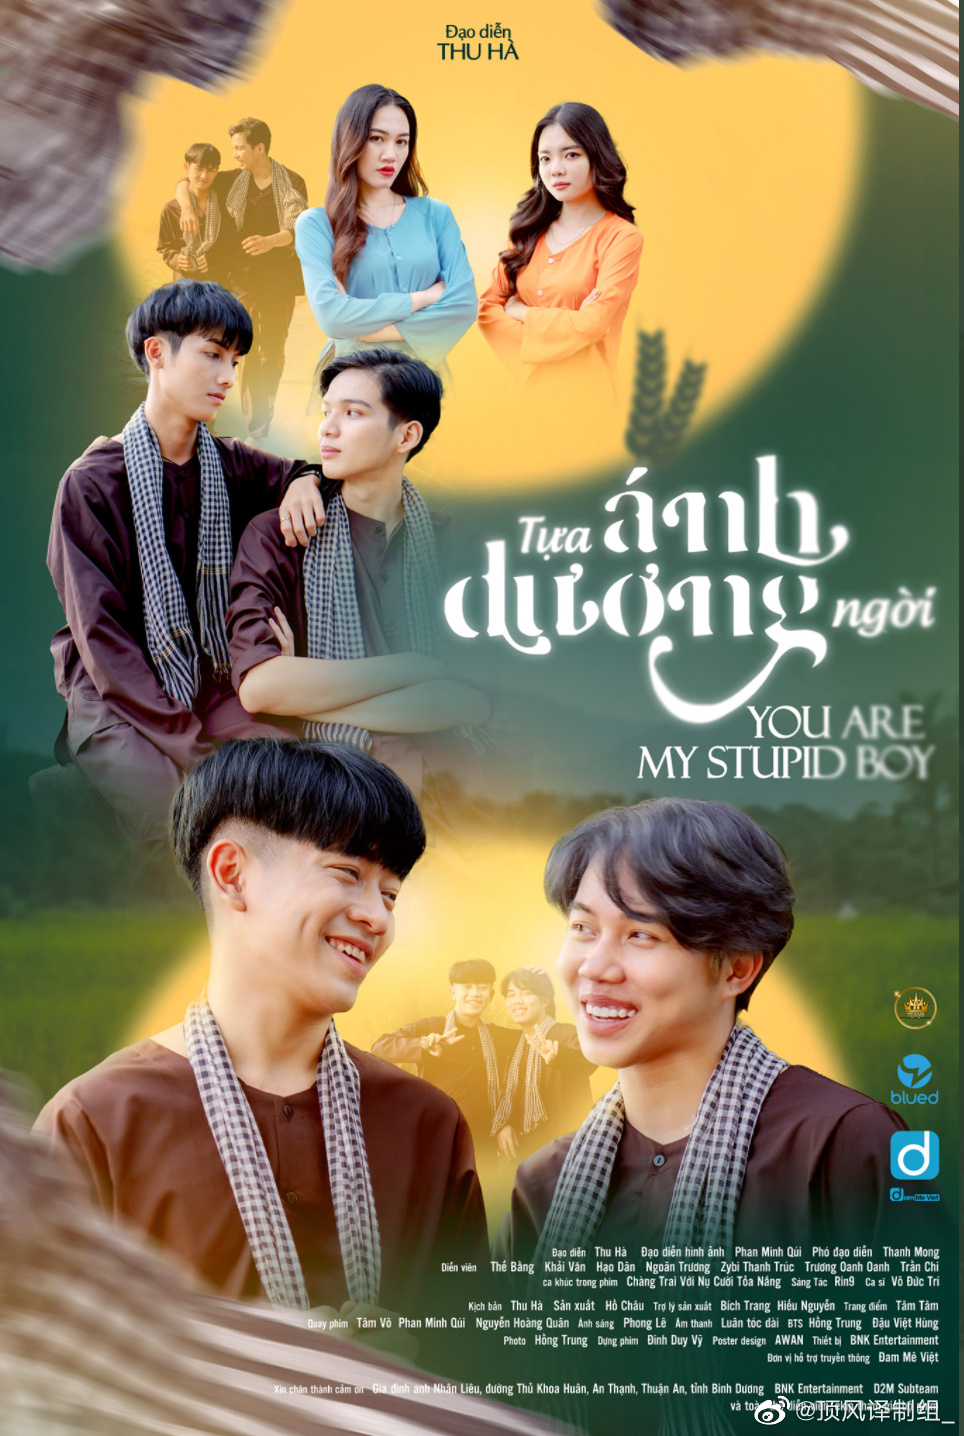 Đạo diễn
THU HÀ
Tựa ánh
dương ngời
YOU ARE
MY STUPID BOY
blued
d
Đạo diễn Thu Hà Đạo diễn hình ảnh Phan Minh Qúi Phó đạo diễn Thanh Mong
Diễn viên Thế Bằng Khải Văn Hạo Dân Ngoãn Trương Zybi Thanh Trúc Trương Oanh Oanh Trần Chi
ca khúc trong phim Chàng Trai Với Nụ Cười Tỏa Nắng Sáng Tác Rin9 Ca sĩ Võ Đức Trí
Kịch bản Thu Hà Sản xuất Hồ Châu Trợ lý sản xuất Bích Trang Hiếu Nguyễn Trang điểm Tâm Tâm
Quay phim Tâm Võ Phan Minh Qúi Nguyễn Hoàng Quân Ánh sáng Phong Lê Âm thanh Luân tóc dài BTS Hồng Trung Đậu Việt Hùng
Photo Hồng Trung Dựng phim Đinh Duy Vỹ Poster design AWAN Thiết bị BNK Entertainment
Đơn vị hỗ trợ truyền thông Đam Mê Việt
Xin chân thành cảm ơn Gia đình anh Nhân Liêu, đường Thủ Khoa Huân, An Thạnh, Thuận An, tỉnh Bình Dương BNK Entertainment D2M Subteam
và
@顶风译制组_